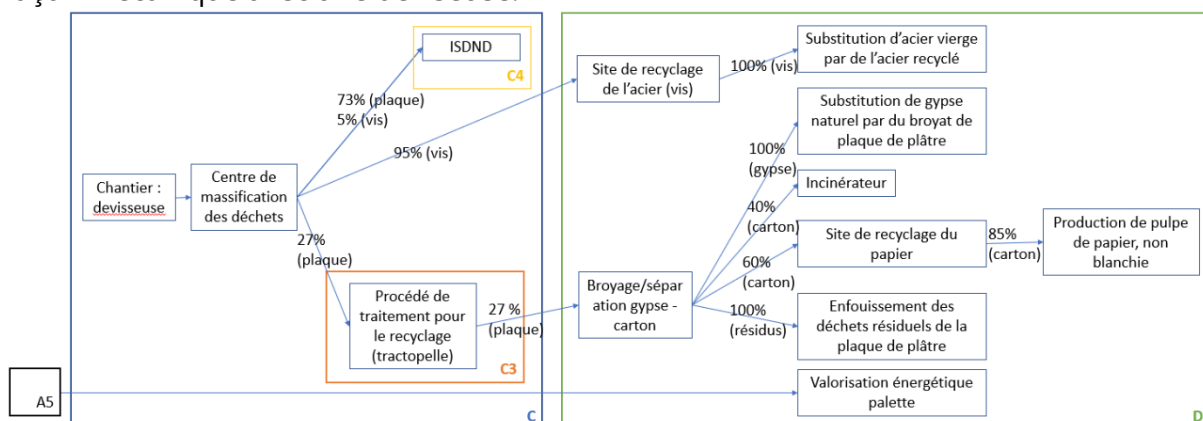 ISDND
C4
73% (plaque)
5% (vis)
95% (vis)
Chantier :
devisseuse
Centre de
massification
des déchets
27%
(plaque)
Procédé de
traitement pour
le recyclage
(tractopelle)
C3
27 %
(plaque)
A5
C
Site de recyclage
de l'acier (vis)
100% (vis)
Substitution d'acier vierge
par de l'acier recyclé
Substitution de gypse
naturel par du broyat de
plaque de plâtre
100%
(gypse)
Incinérateur
40%
(carton)
Site de recyclage du
papier
60%
(carton)
85%
(carton)
Production de pulpe
de papier, non
blanchie
Broyage/sépar
ation gypse -
carton
100%
(résidus)
Enfouissement des
déchets résiduels de la
plaque de plâtre
Valorisation énergétique
palette
D